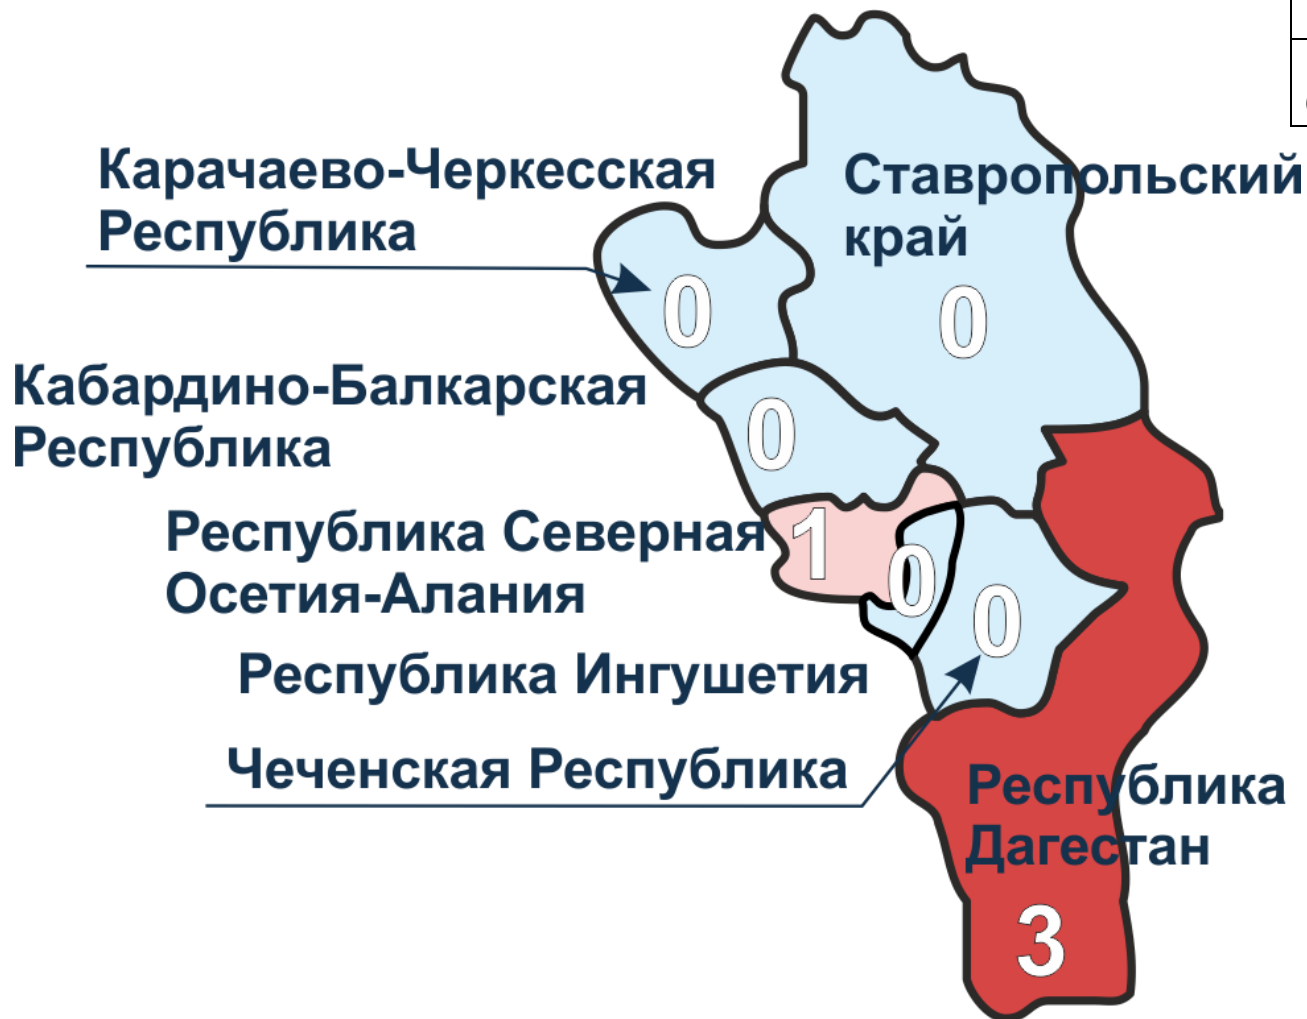 Карачаево-Черкесская
Республика
0
Ставропольский
край
0
Кабардино-Балкарская
Республика
0
Республика Северная
Осетия-Алания
1
0
0
Республика Ингушетия
Чеченская Республика
Республика
Дагестан
3